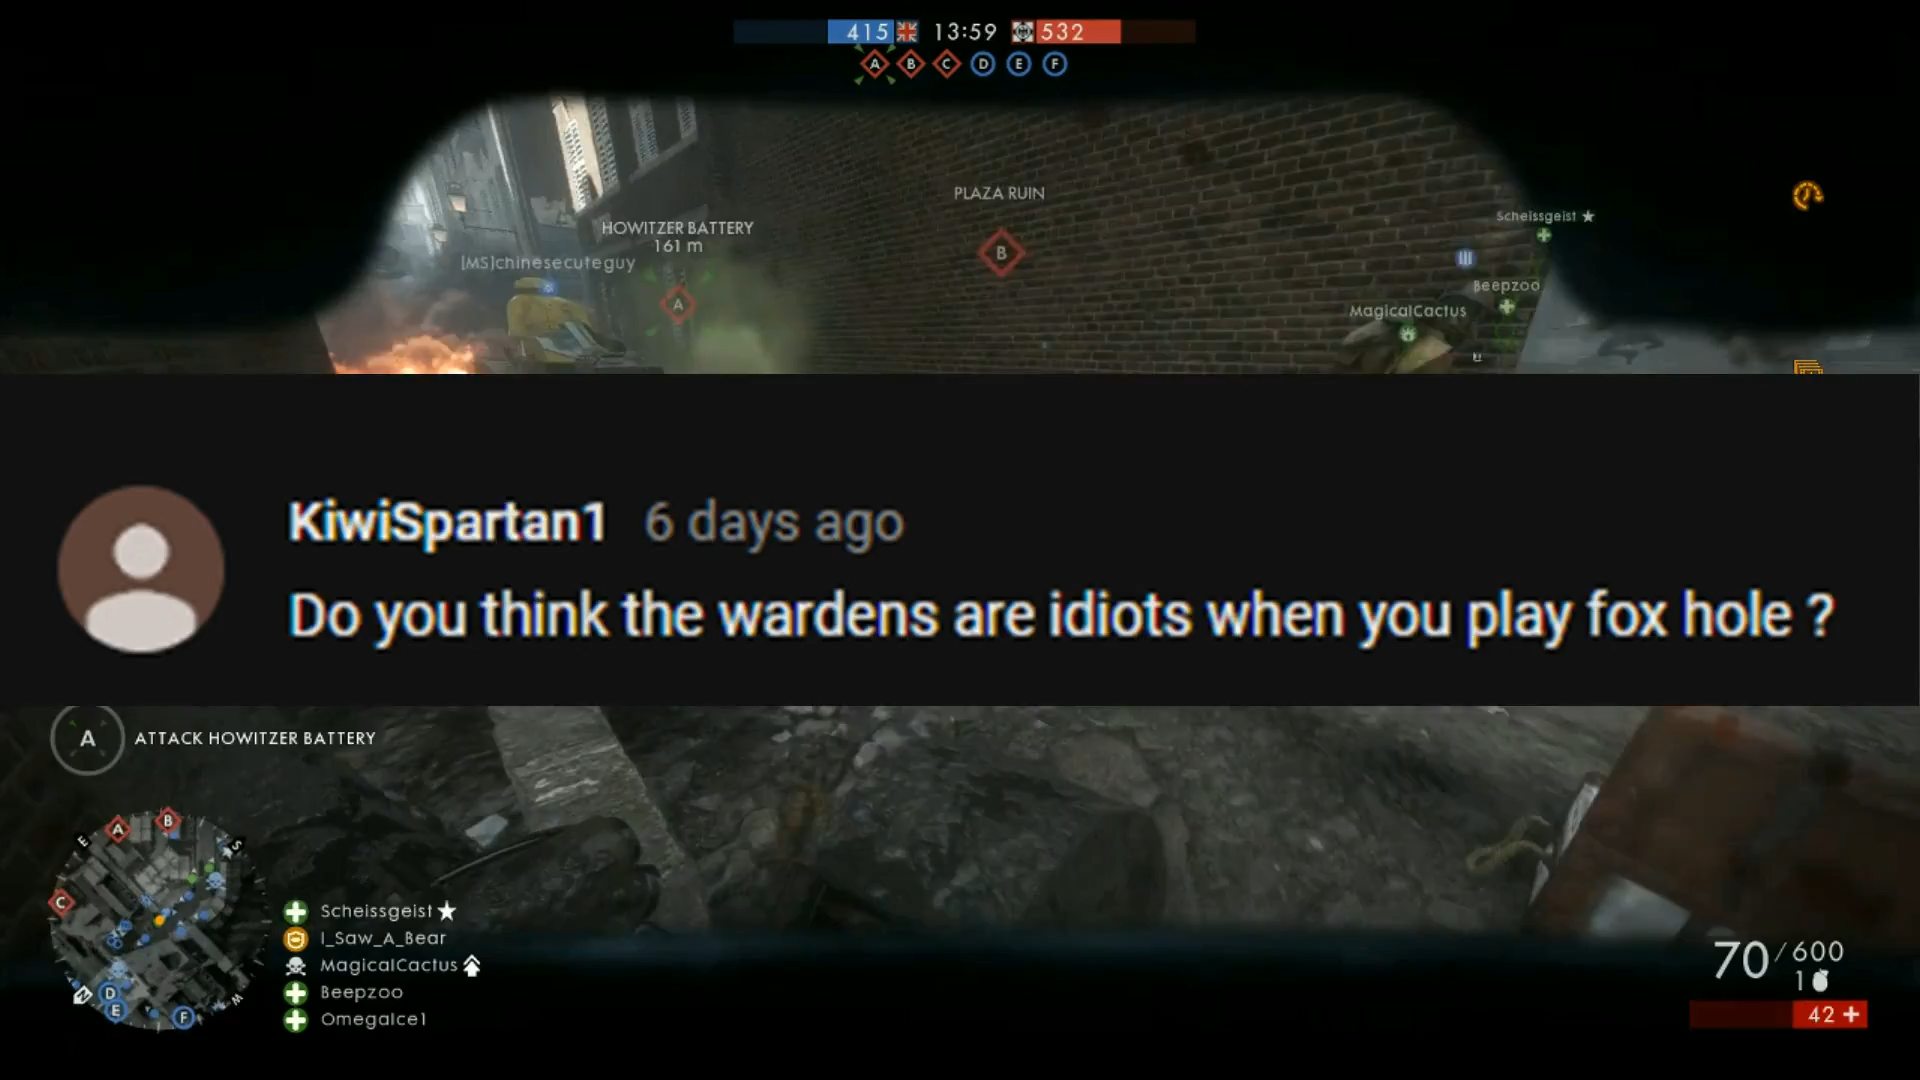 415 13:59 532
A B C D E F
PLAZA RUIN
HOWITZER BATTERY
161 m
[MS]chinesecuteguy
A
B
Scheissgeist
Beepzoo
MagicalCactus
KiwiSpartan1 6 days ago
Do you think the wardens are idiots when you play fox hole ?
A ATTACK HOWITZER BATTERY
E A B S
C
N D E F W
Scheissgeist
I_Saw_A_Bear
MagicalCactus
Beepzoo
OmegaIce1
70/600
1
42